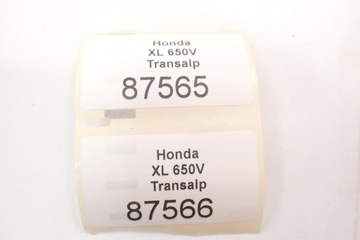 Honda
XL 650V
Transalp
87565
Honda
XL 650V
Transalp
87566